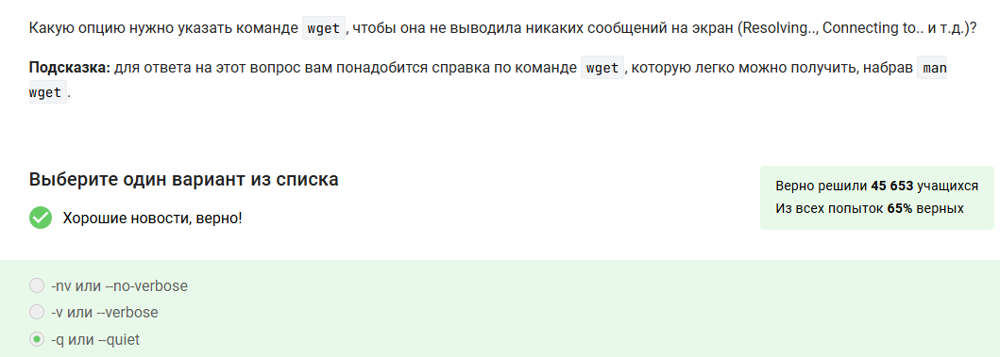 Какую опцию нужно указать команде wget, чтобы она не выводила никаких сообщений на экран (Resolving.., Connecting to.. и т.д.)?
Подсказка: для ответа на этот вопрос вам понадобится справка по команде wget, которую легко можно получить, набрав man
wget.
Выберите один вариант из списка
Хорошие новости, верно!
Верно решили 45 653 учащихся
Из всех попыток 65% верных
-nv или --no-verbose
-v или --verbose
-q или --quiet